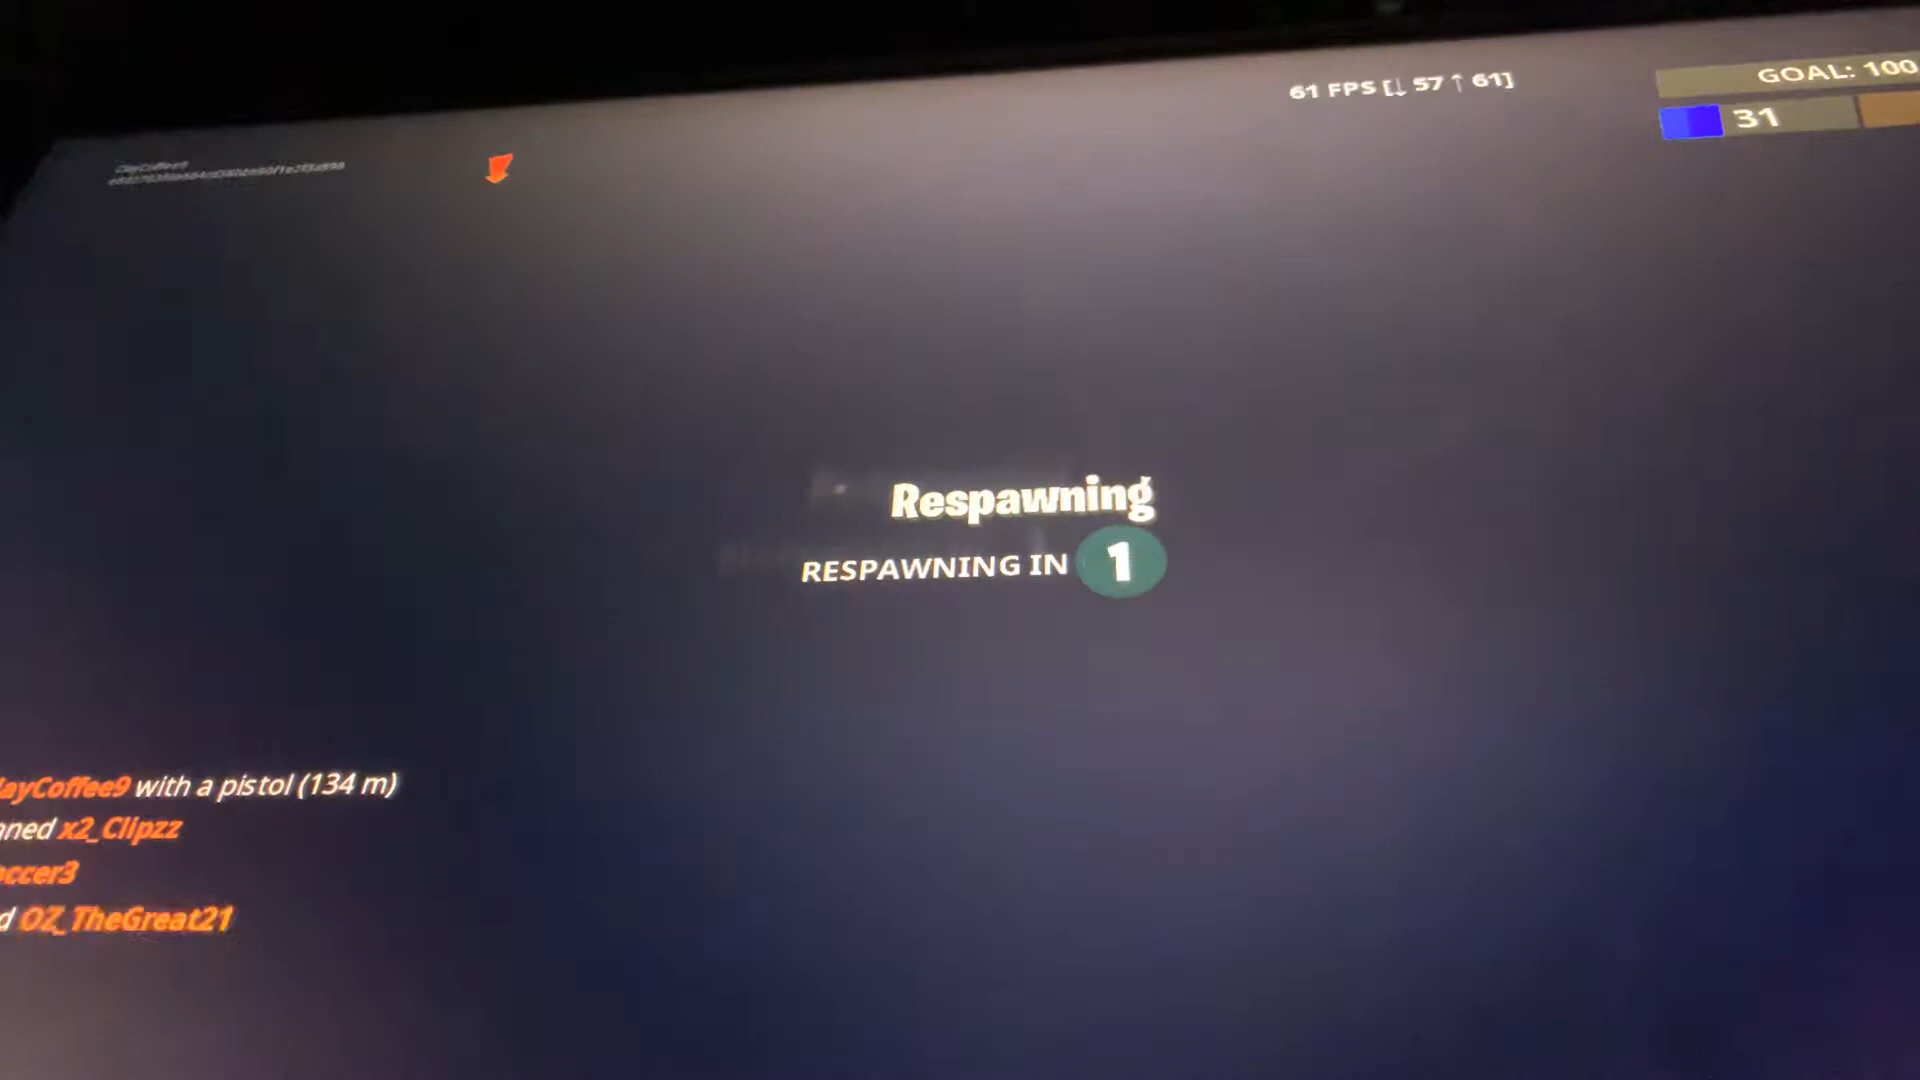 61 FPS [↓ 57 ↑ 61]
GOAL: 100
31
Respawning
RESPAWNING IN 1
ayCoffee9 with a pistol (134 m)
ned x2_Clipzz
ccer3
d OZ_TheGreat21